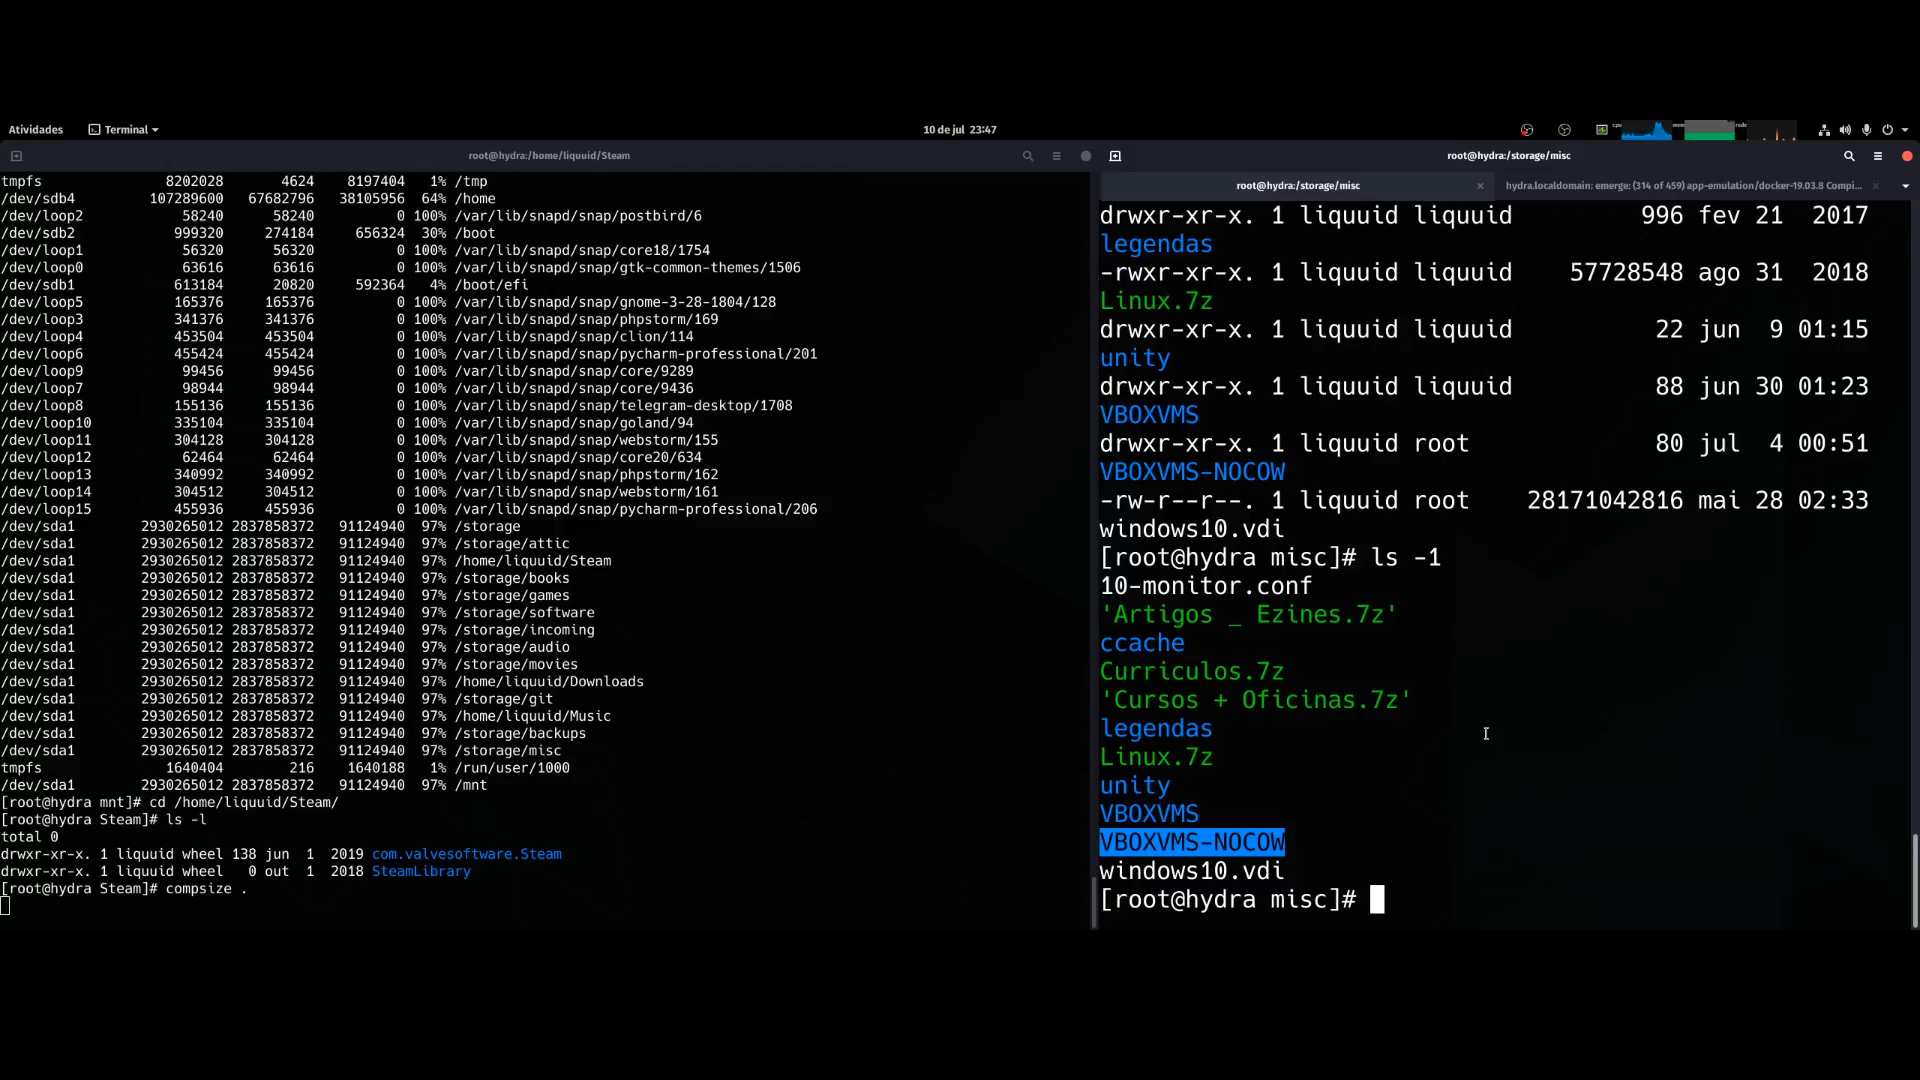 Atividades Terminal 10 de jul 23:47
root@hydra:/home/liquuid/Steam
tmpfs 8202028 4624 8197404 1% /tmp
/dev/sdb4 107289600 67682796 38105956 64% /home
/dev/loop2 58240 58240 0 100% /var/lib/snapd/snap/postbird/6
/dev/sdb2 999320 274184 656324 30% /boot
/dev/loop1 56320 56320 0 100% /var/lib/snapd/snap/core18/1754
/dev/loop0 63616 63616 0 100% /var/lib/snapd/snap/gtk-common-themes/1506
/dev/sdb1 613184 20820 592364 4% /boot/efi
/dev/loop5 165376 165376 0 100% /var/lib/snapd/snap/gnome-3-28-1804/128
/dev/loop3 341376 341376 0 100% /var/lib/snapd/snap/phpstorm/169
/dev/loop4 453504 453504 0 100% /var/lib/snapd/snap/clion/114
/dev/loop6 455424 455424 0 100% /var/lib/snapd/snap/pycharm-professional/201
/dev/loop9 99456 99456 0 100% /var/lib/snapd/snap/core/9289
/dev/loop7 98944 98944 0 100% /var/lib/snapd/snap/core/9436
/dev/loop8 155136 155136 0 100% /var/lib/snapd/snap/telegram-desktop/1708
/dev/loop10 335104 335104 0 100% /var/lib/snapd/snap/goland/94
/dev/loop11 304128 304128 0 100% /var/lib/snapd/snap/webstorm/155
/dev/loop12 62464 62464 0 100% /var/lib/snapd/snap/core20/634
/dev/loop13 340992 340992 0 100% /var/lib/snapd/snap/phpstorm/162
/dev/loop14 304512 304512 0 100% /var/lib/snapd/snap/webstorm/161
/dev/loop15 455936 455936 0 100% /var/lib/snapd/snap/pycharm-professional/206
/dev/sda1 2930265012 2837858372 91124940 97% /storage
/dev/sda1 2930265012 2837858372 91124940 97% /storage/attic
/dev/sda1 2930265012 2837858372 91124940 97% /home/liquuid/Steam
/dev/sda1 2930265012 2837858372 91124940 97% /storage/books
/dev/sda1 2930265012 2837858372 91124940 97% /storage/games
/dev/sda1 2930265012 2837858372 91124940 97% /storage/software
/dev/sda1 2930265012 2837858372 91124940 97% /storage/incoming
/dev/sda1 2930265012 2837858372 91124940 97% /storage/audio
/dev/sda1 2930265012 2837858372 91124940 97% /storage/movies
/dev/sda1 2930265012 2837858372 91124940 97% /home/liquuid/Downloads
/dev/sda1 2930265012 2837858372 91124940 97% /storage/git
/dev/sda1 2930265012 2837858372 91124940 97% /home/liquuid/Music
/dev/sda1 2930265012 2837858372 91124940 97% /storage/backups
/dev/sda1 2930265012 2837858372 91124940 97% /storage/misc
tmpfs 1640404 216 1640188 1% /run/user/1000
/dev/sda1 2930265012 2837858372 91124940 97% /mnt
[root@hydra mnt]# cd /home/liquuid/Steam/
[root@hydra Steam]# ls -l
total 0
drwxr-xr-x. 1 liquuid wheel 138 jun 1 2019 com.valvesoftware.Steam
drwxr-xr-x. 1 liquuid wheel 0 out 1 2018 SteamLibrary
[root@hydra Steam]# compsize .
root@hydra:/storage/misc
root@hydra:/storage/misc hydra.localdomain: emerge: (314 of 459) app-emulation/docker-19.03.8 Compi...
drwxr-xr-x. 1 liquuid liquuid 996 fev 21 2017
legendas
-rwxr-xr-x. 1 liquuid liquuid 57728548 ago 31 2018
Linux.7z
drwxr-xr-x. 1 liquuid liquuid 22 jun 9 01:15
unity
drwxr-xr-x. 1 liquuid liquuid 88 jun 30 01:23
VBOXVMS
drwxr-xr-x. 1 liquuid root 80 jul 4 00:51
VBOXVMS-NOCOW
-rw-r--r--. 1 liquuid root 28171042816 mai 28 02:33
windows10.vdi
[root@hydra misc]# ls -1
10-monitor.conf
'Artigos _ Ezines.7z'
ccache
Curriculos.7z
'Cursos + Oficinas.7z'
legendas
Linux.7z
unity
VBOXVMS
VBOXVMS-NOCOW
windows10.vdi
[root@hydra misc]#